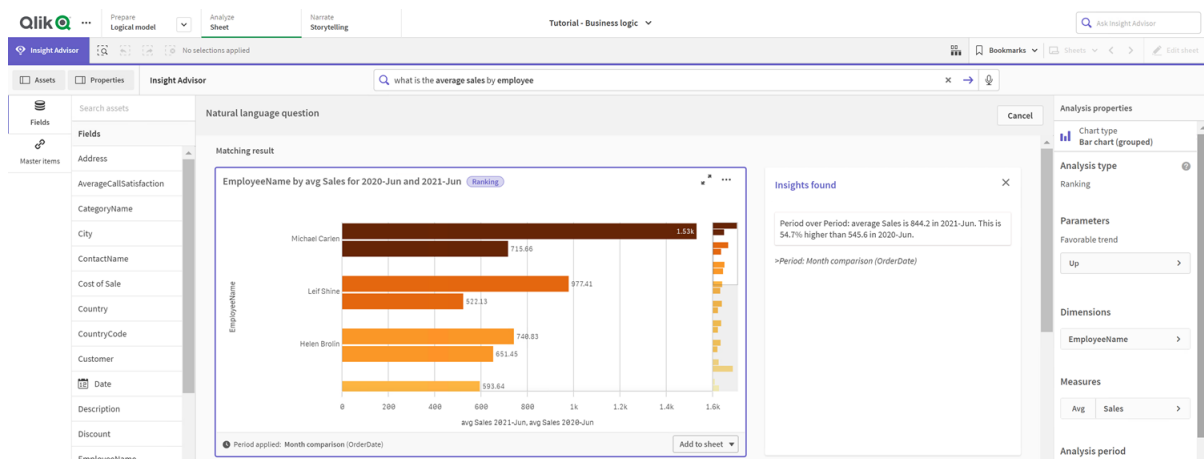 Qlik
Prepare
Logical model
Analyze
Sheet
Narrate
Storytelling
Tutorial - Business logic
Ask Insight Advisor
Insight Advisor
No selections applied
Bookmarks
Sheets
Edit sheet
Assets
Properties
Insight Advisor
what is the average sales by employee
Fields
Master items
Search assets
Fields
Address
AverageCallSatisfaction
CategoryName
City
ContactName
Cost of Sale
Country
CountryCode
Customer
Date
Description
Discount
EmployeeName
Natural language question
Cancel
Matching result
EmployeeName by avg Sales for 2020-Jun and 2021-Jun
Ranking
EmployeeName
Michael Carlen
1.53k
715.66
Leif Shine
977.41
522.13
Helen Brolin
740.83
651.45
593.64
0 200 400 600 800 1k 1.2k 1.4k 1.6k
avg Sales 2021-Jun, avg Sales 2020-Jun
Period applied: Month comparison (OrderDate)
Add to sheet
Insights found
Period over Period: average Sales is 844.2 in 2021-Jun. This is
54.7% higher than 545.6 in 2020-Jun.
>Period: Month comparison (OrderDate)
Analysis properties
Chart type
Bar chart (grouped)
Analysis type
Ranking
Parameters
Favorable trend
Up
Dimensions
EmployeeName
Measures
Avg Sales
Analysis period